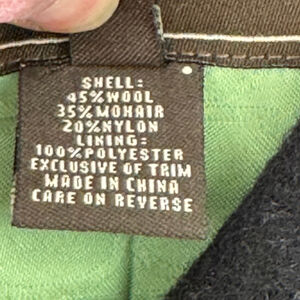 SHELL:
45%WOOL
35%MOHAIR
20%NYLON
LINING:
100%POLYESTER
EXCLUSIVE OF TRIM
MADE IN CHINA
CARE ON REVERSE